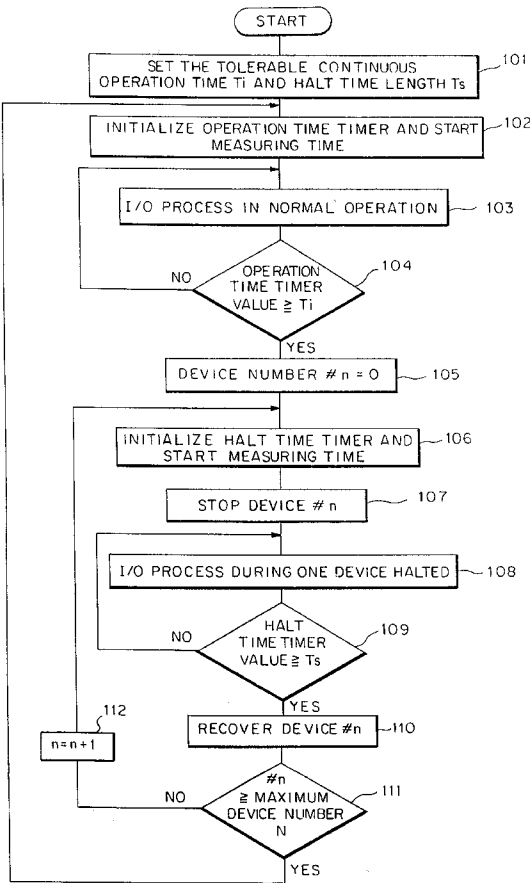 START
SET THE TOLERABLE CONTINUOUS
OPERATION TIME Ti AND HALT TIME LENGTH Ts
101
INITIALIZE OPERATION TIME TIMER AND START
MEASURING TIME
102
I/O PROCESS IN NORMAL OPERATION
103
OPERATION
TIME TIMER
VALUE ≧ Ti
104
NO
YES
DEVICE NUMBER #n = 0
105
INITIALIZE HALT TIME TIMER AND
START MEASURING TIME
106
STOP DEVICE #n
107
I/O PROCESS DURING ONE DEVICE HALTED
108
HALT
TIME TIMER
VALUE ≧ Ts
109
NO
YES
112
n=n+1
RECOVER DEVICE #n
110
#n
≧ MAXIMUM
DEVICE NUMBER
N
111
NO
YES